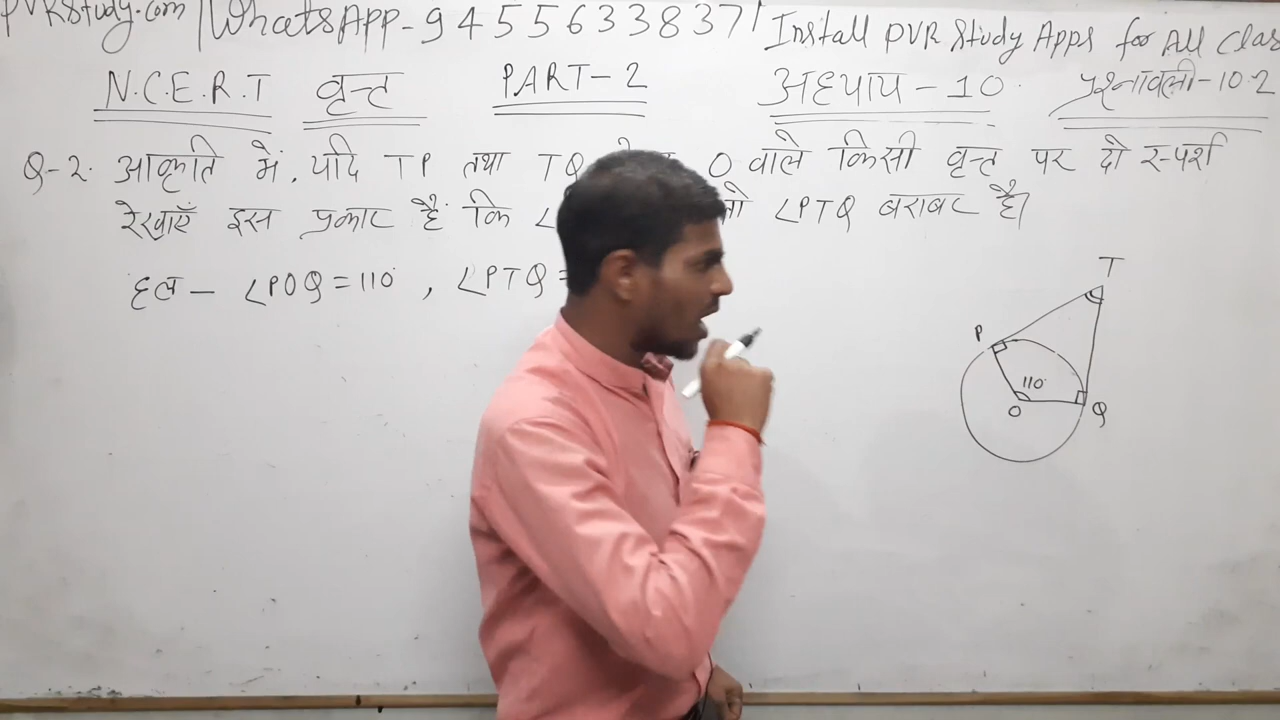 PVRStudy.com | WhatsApp-9455633837 | Install PVR Study Apps for All Clas
N.C.E.R.T वृन्त PART-2 अध्याय-10. प्रश्नावली-10.2
Q-2. आकृति में, यदि TP तथा TQ O वाले किसी वृन्त पर दो स्पर्श
रेखाएँ इस प्रकार हैं कि ∠ तो ∠PTQ बराबर है।
हल - ∠POQ = 110°, ∠PTQ =
T
P
110°
O
Q